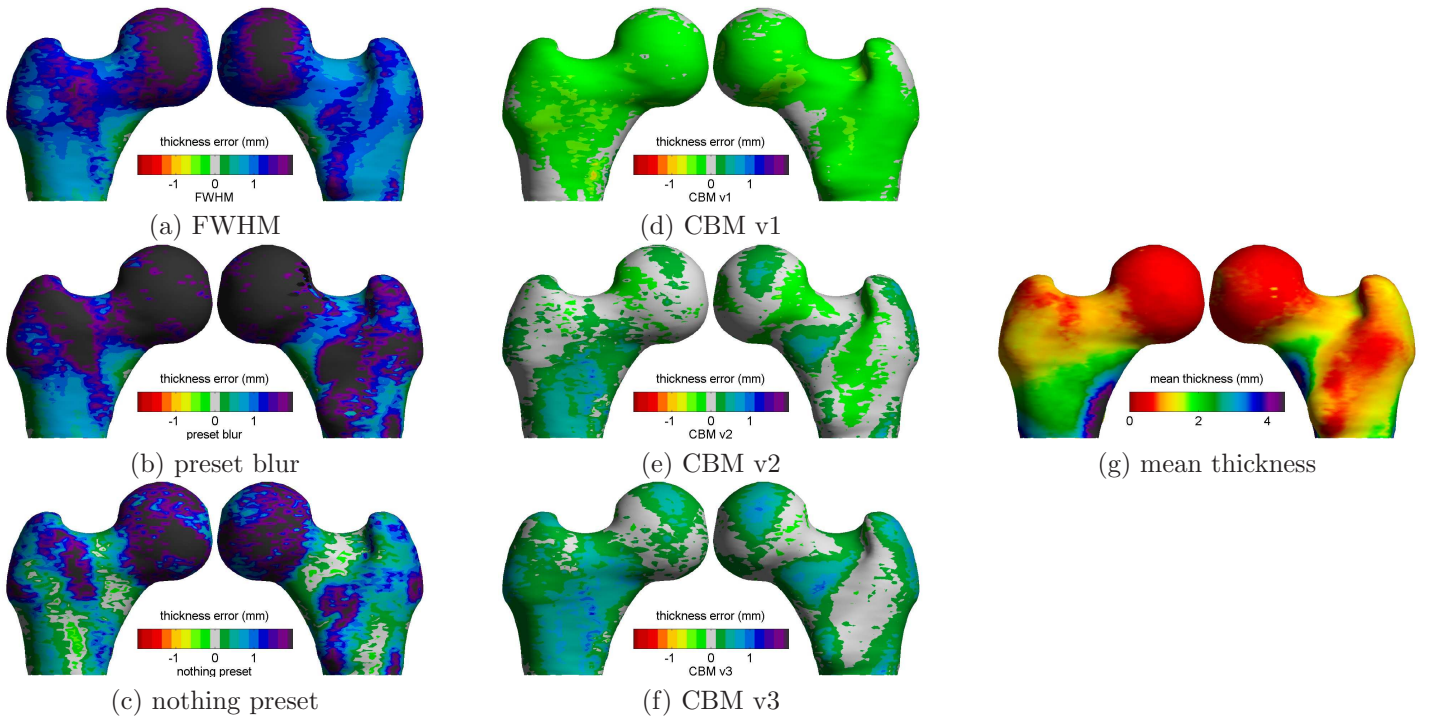 thickness error (mm)
-1 0 1
FWHM
(a) FWHM
thickness error (mm)
-1 0 1
preset blur
(b) preset blur
thickness error (mm)
-1 0 1
nothing preset
(c) nothing preset
thickness error (mm)
-1 0 1
CBM v1
(d) CBM v1
thickness error (mm)
-1 0 1
CBM v2
(e) CBM v2
thickness error (mm)
-1 0 1
CBM v3
(f) CBM v3
mean thickness (mm)
0 2 4
(g) mean thickness